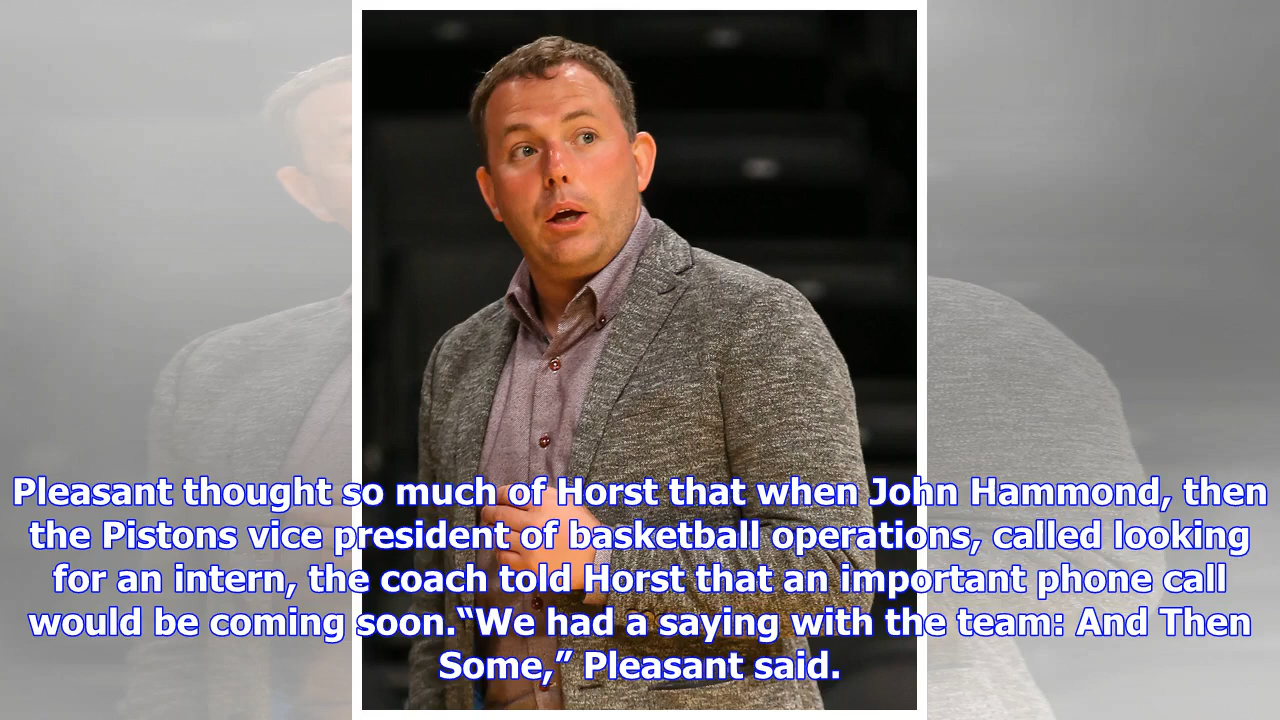 Pleasant thought so much of Horst that when John Hammond, then
the Pistons vice president of basketball operations, called looking
for an intern, the coach told Horst that an important phone call
would be coming soon. “We had a saying with the team: And Then
Some,” Pleasant said.